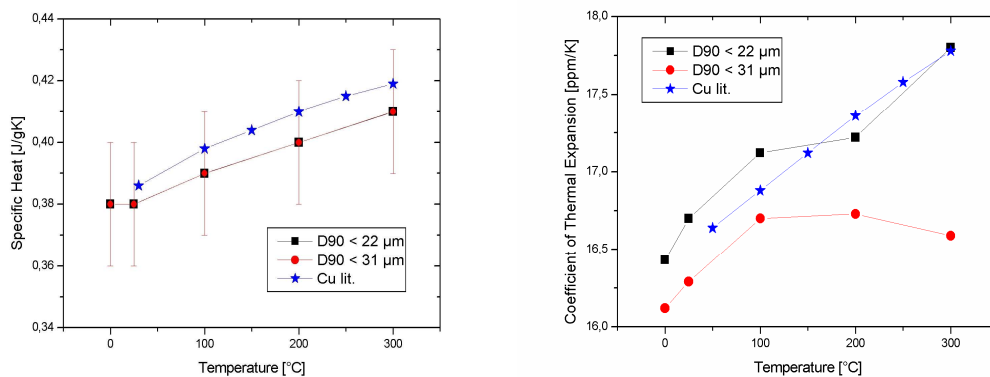 0,44
0,42
0,40
0,38
0,36
0,34
Specific Heat [J/gK]
D90 < 22 µm
D90 < 31 µm
Cu lit.
0
100
200
300
Temperature [°C]
18,0
17,5
17,0
16,5
16,0
Coefficient of Thermal Expansion [ppm/K]
D90 < 22 µm
D90 < 31 µm
Cu lit.
0
100
200
300
Temperature [°C]